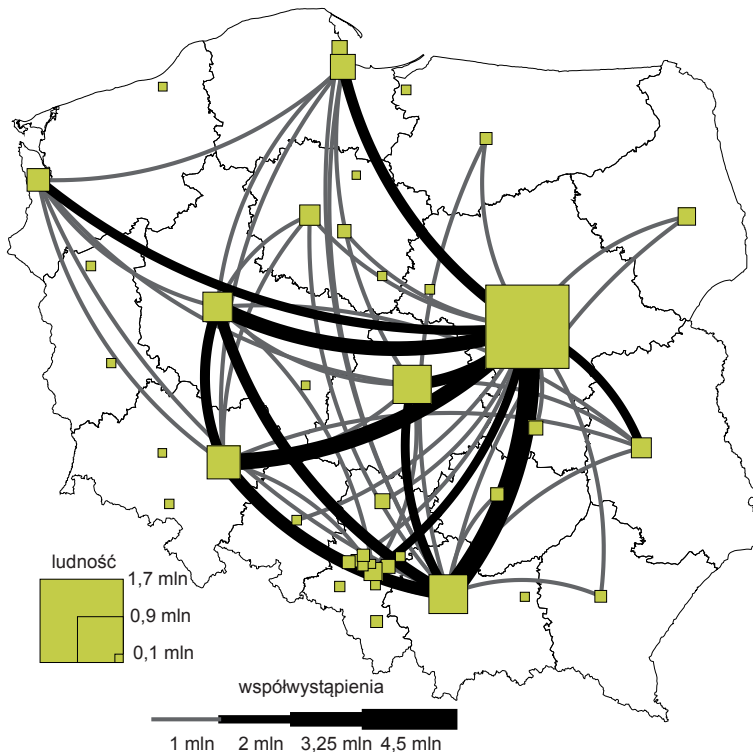 ludność
1,7 mln
0,9 mln
0,1 mln
współwystąpienia
1 mln 2 mln 3,25 mln 4,5 mln